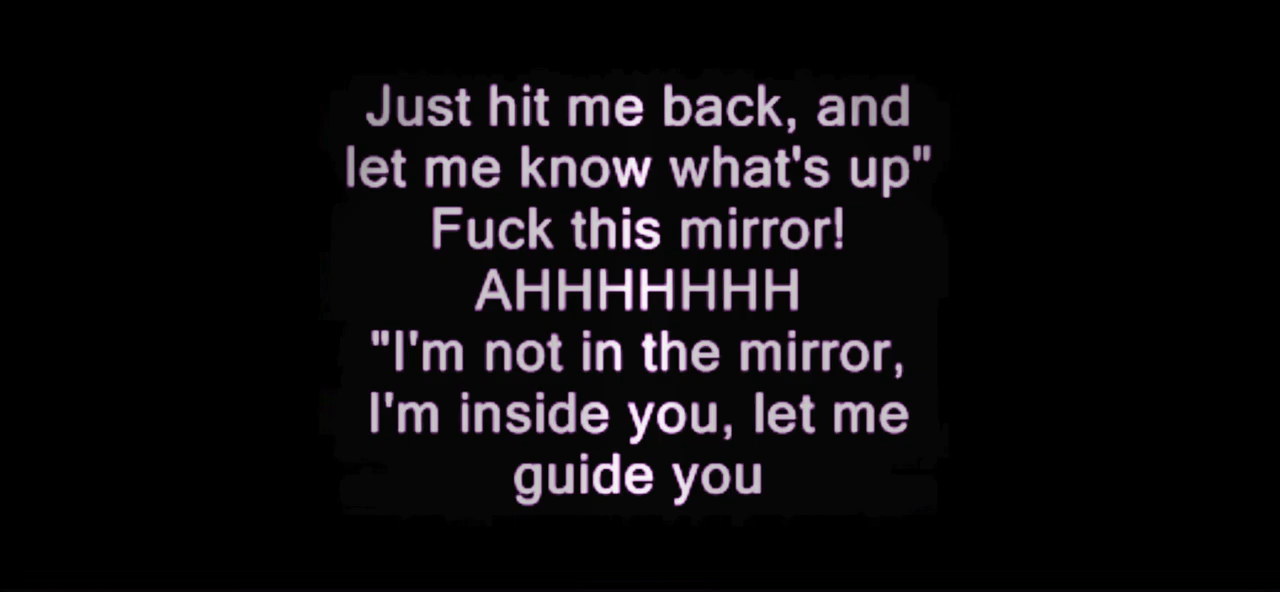 Just hit me back, and
let me know what's up"
Fuck this mirror!
AHHHHHHH
"I'm not in the mirror,
I'm inside you, let me
guide you